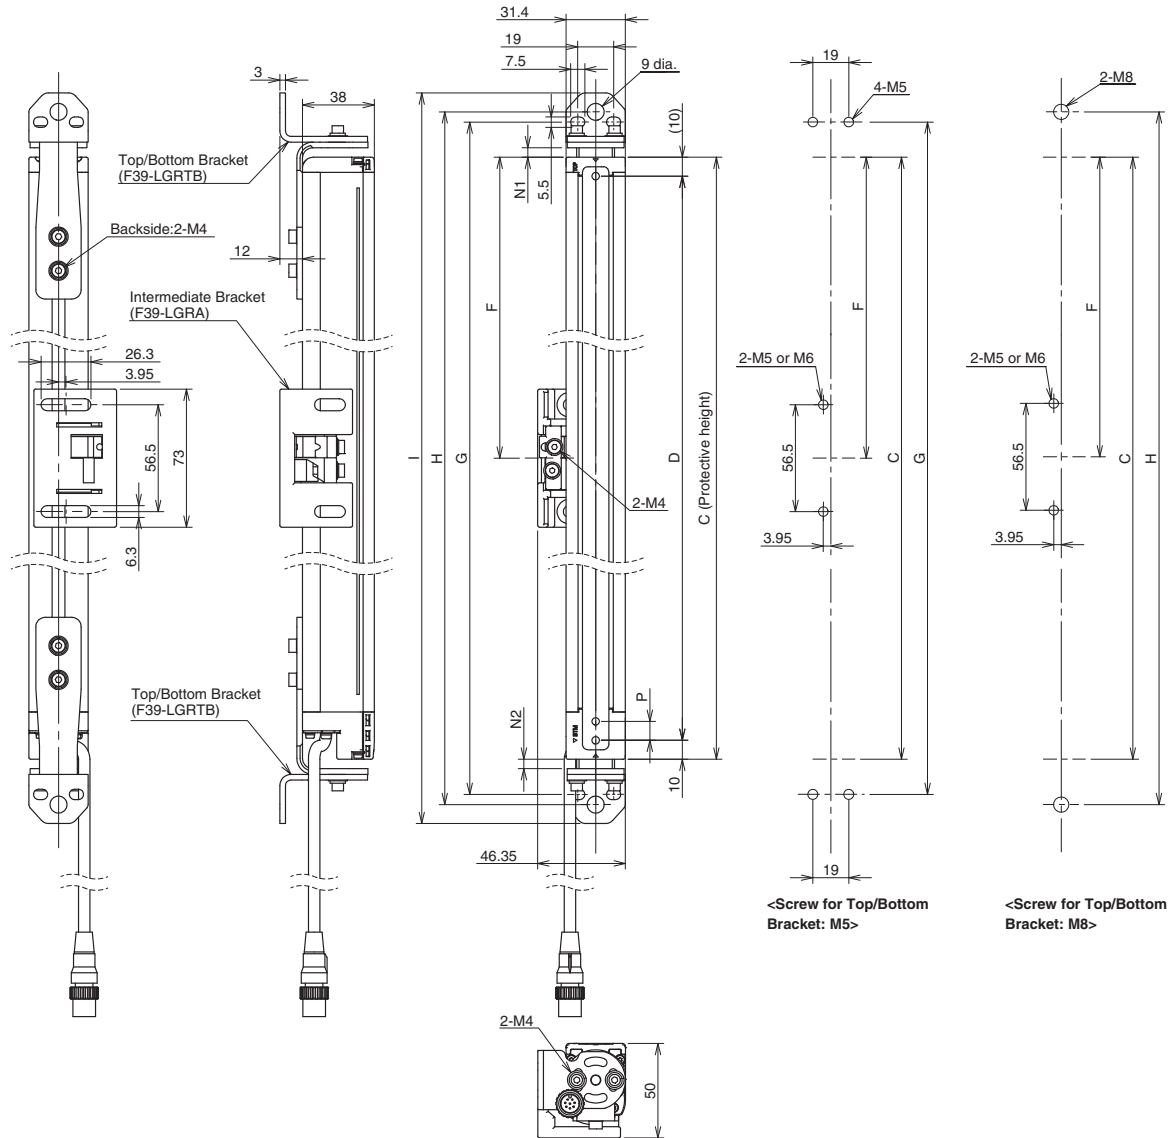 31.4
19
7.5
9 dia.
3
38
(10)
N1
5.5
Top/Bottom Bracket
(F39-LGRTB)
Backside:2-M4
12
Intermediate Bracket
(F39-LGRA)
26.3
3.95
56.5
73
6.3
F
I
H
G
D
C (Protective height)
2-M4
P
N2
10
46.35
Top/Bottom Bracket
(F39-LGRTB)
19
4-M5
F
2-M5 or M6
56.5
3.95
C
G
19
<Screw for Top/Bottom
Bracket: M5>
2-M8
F
2-M5 or M6
56.5
3.95
C
H
<Screw for Top/Bottom
Bracket: M8>
2-M4
50